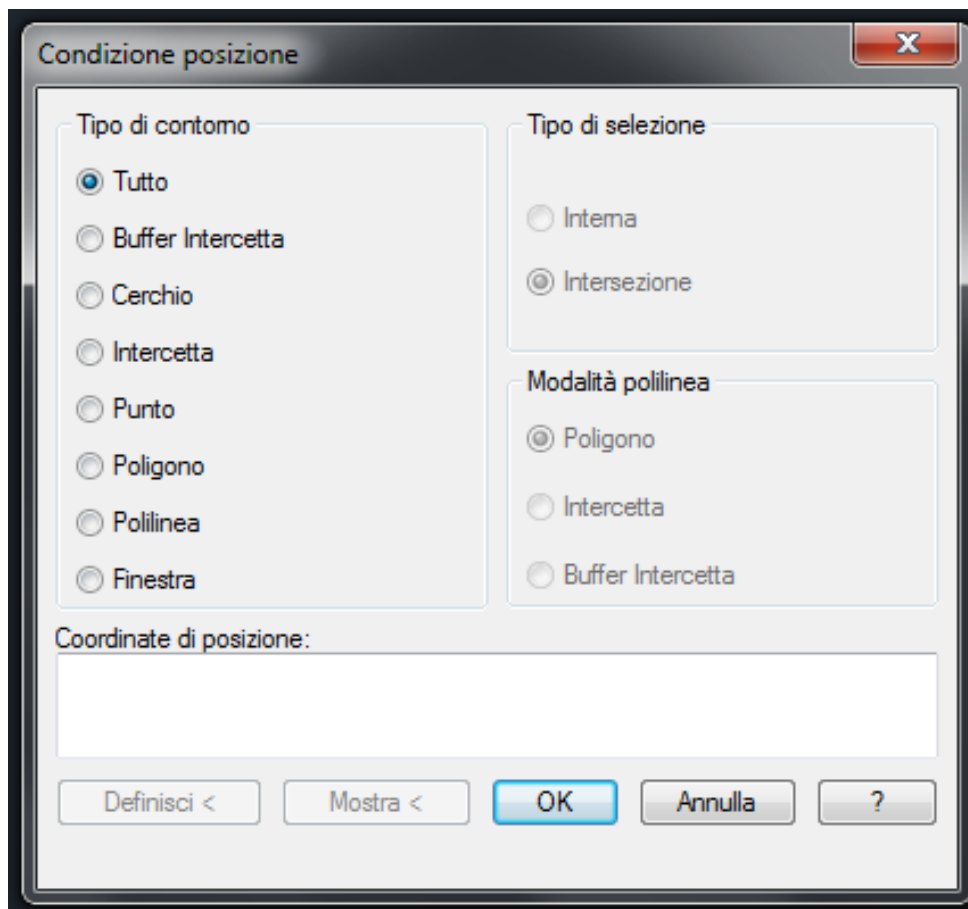 Condizione posizione
Tipo di contorno
Tutto
Buffer Intercetta
Cerchio
Intercetta
Punto
Poligono
Polilinea
Finestra
Tipo di selezione
Interna
Intersezione
Modalità polilinea
Poligono
Intercetta
Buffer Intercetta
Coordinate di posizione:
Definisci <
Mostra <
OK
Annulla
?